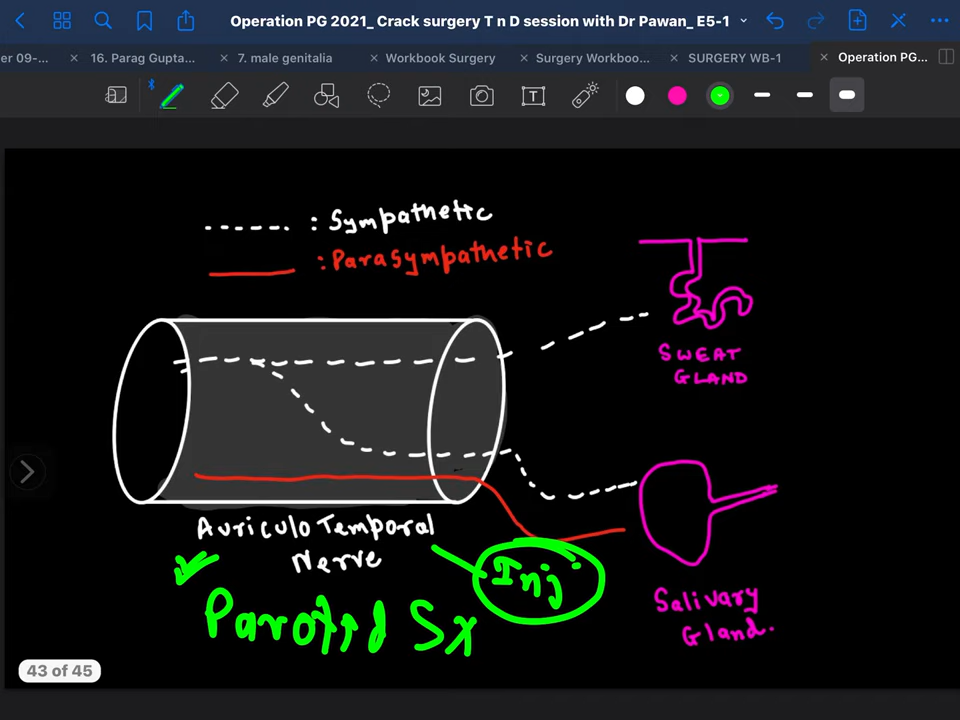 Operation PG 2021_ Crack surgery T n D session with Dr Pawan_ E5-1
er 09-...
16. Parag Gupta...
7. male genitalia
Workbook Surgery
Surgery Workboo...
SURGERY WB-1
Operation PG...
T
: Sympathetic
: Parasympathetic
SWEAT
GLAND
Auriculo Temporal
Nerve
Inj
Parotid Sx
Salivary
Gland.
43 of 45